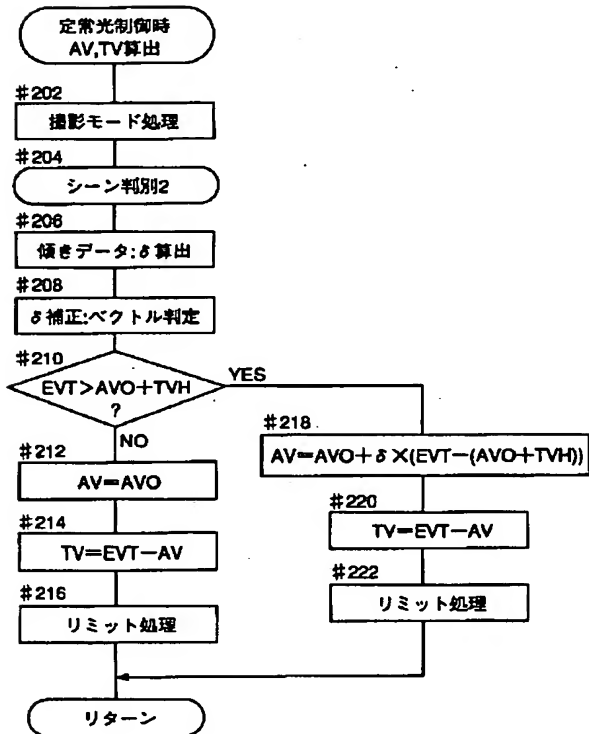 定常光制御時
AV,TV算出
#202
撮影モード処理
#204
シーン判別2
#206
傾きデータ:δ算出
#208
δ補正:ベクトル判定
#210
EVT>AVO+TVH
?
YES
NO
#212
AV=AVO
#214
TV=EVT-AV
#216
リミット処理
#218
AV=AVO+δ×(EVT-(AVO+TVH))
#220
TV=EVT-AV
#222
リミット処理
リターン